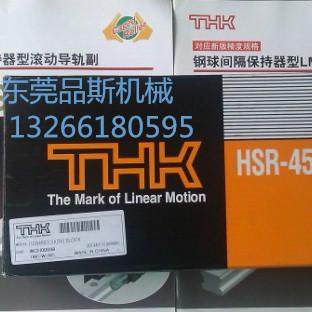 THK
对应新版精度规格
持器型滚动导轨副
钢球间隔保持器型LM
东莞品斯机械
13266180595
THK
HSR-45
The Mark of Linear Motion
THK
MADE IN CHINA